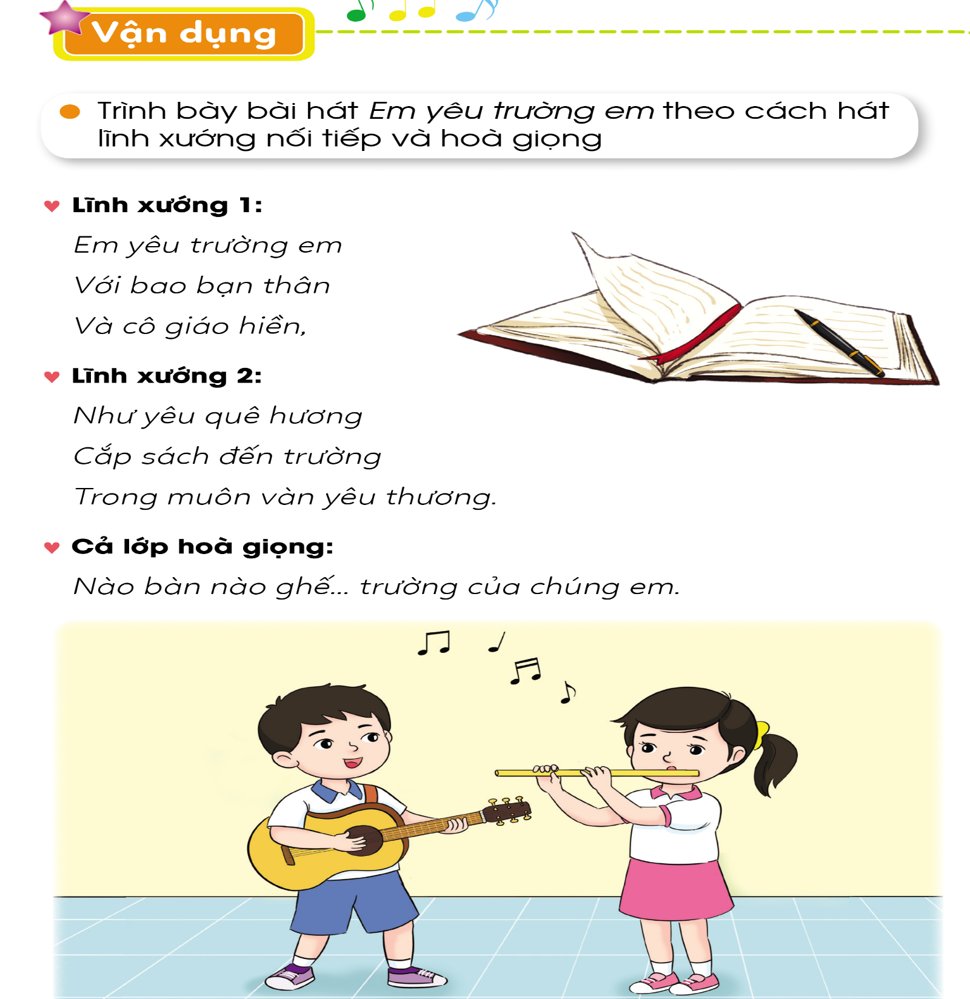 Vận dụng
Trình bày bài hát Em yêu trường em theo cách hát
lĩnh xướng nối tiếp và hoà giọng
Lĩnh xướng 1:
Em yêu trường em
Với bao bạn thân
Và cô giáo hiền,
Lĩnh xướng 2:
Như yêu quê hương
Cắp sách đến trường
Trong muôn vàn yêu thương.
Cả lớp hoà giọng:
Nào bàn nào ghế... trường của chúng em.